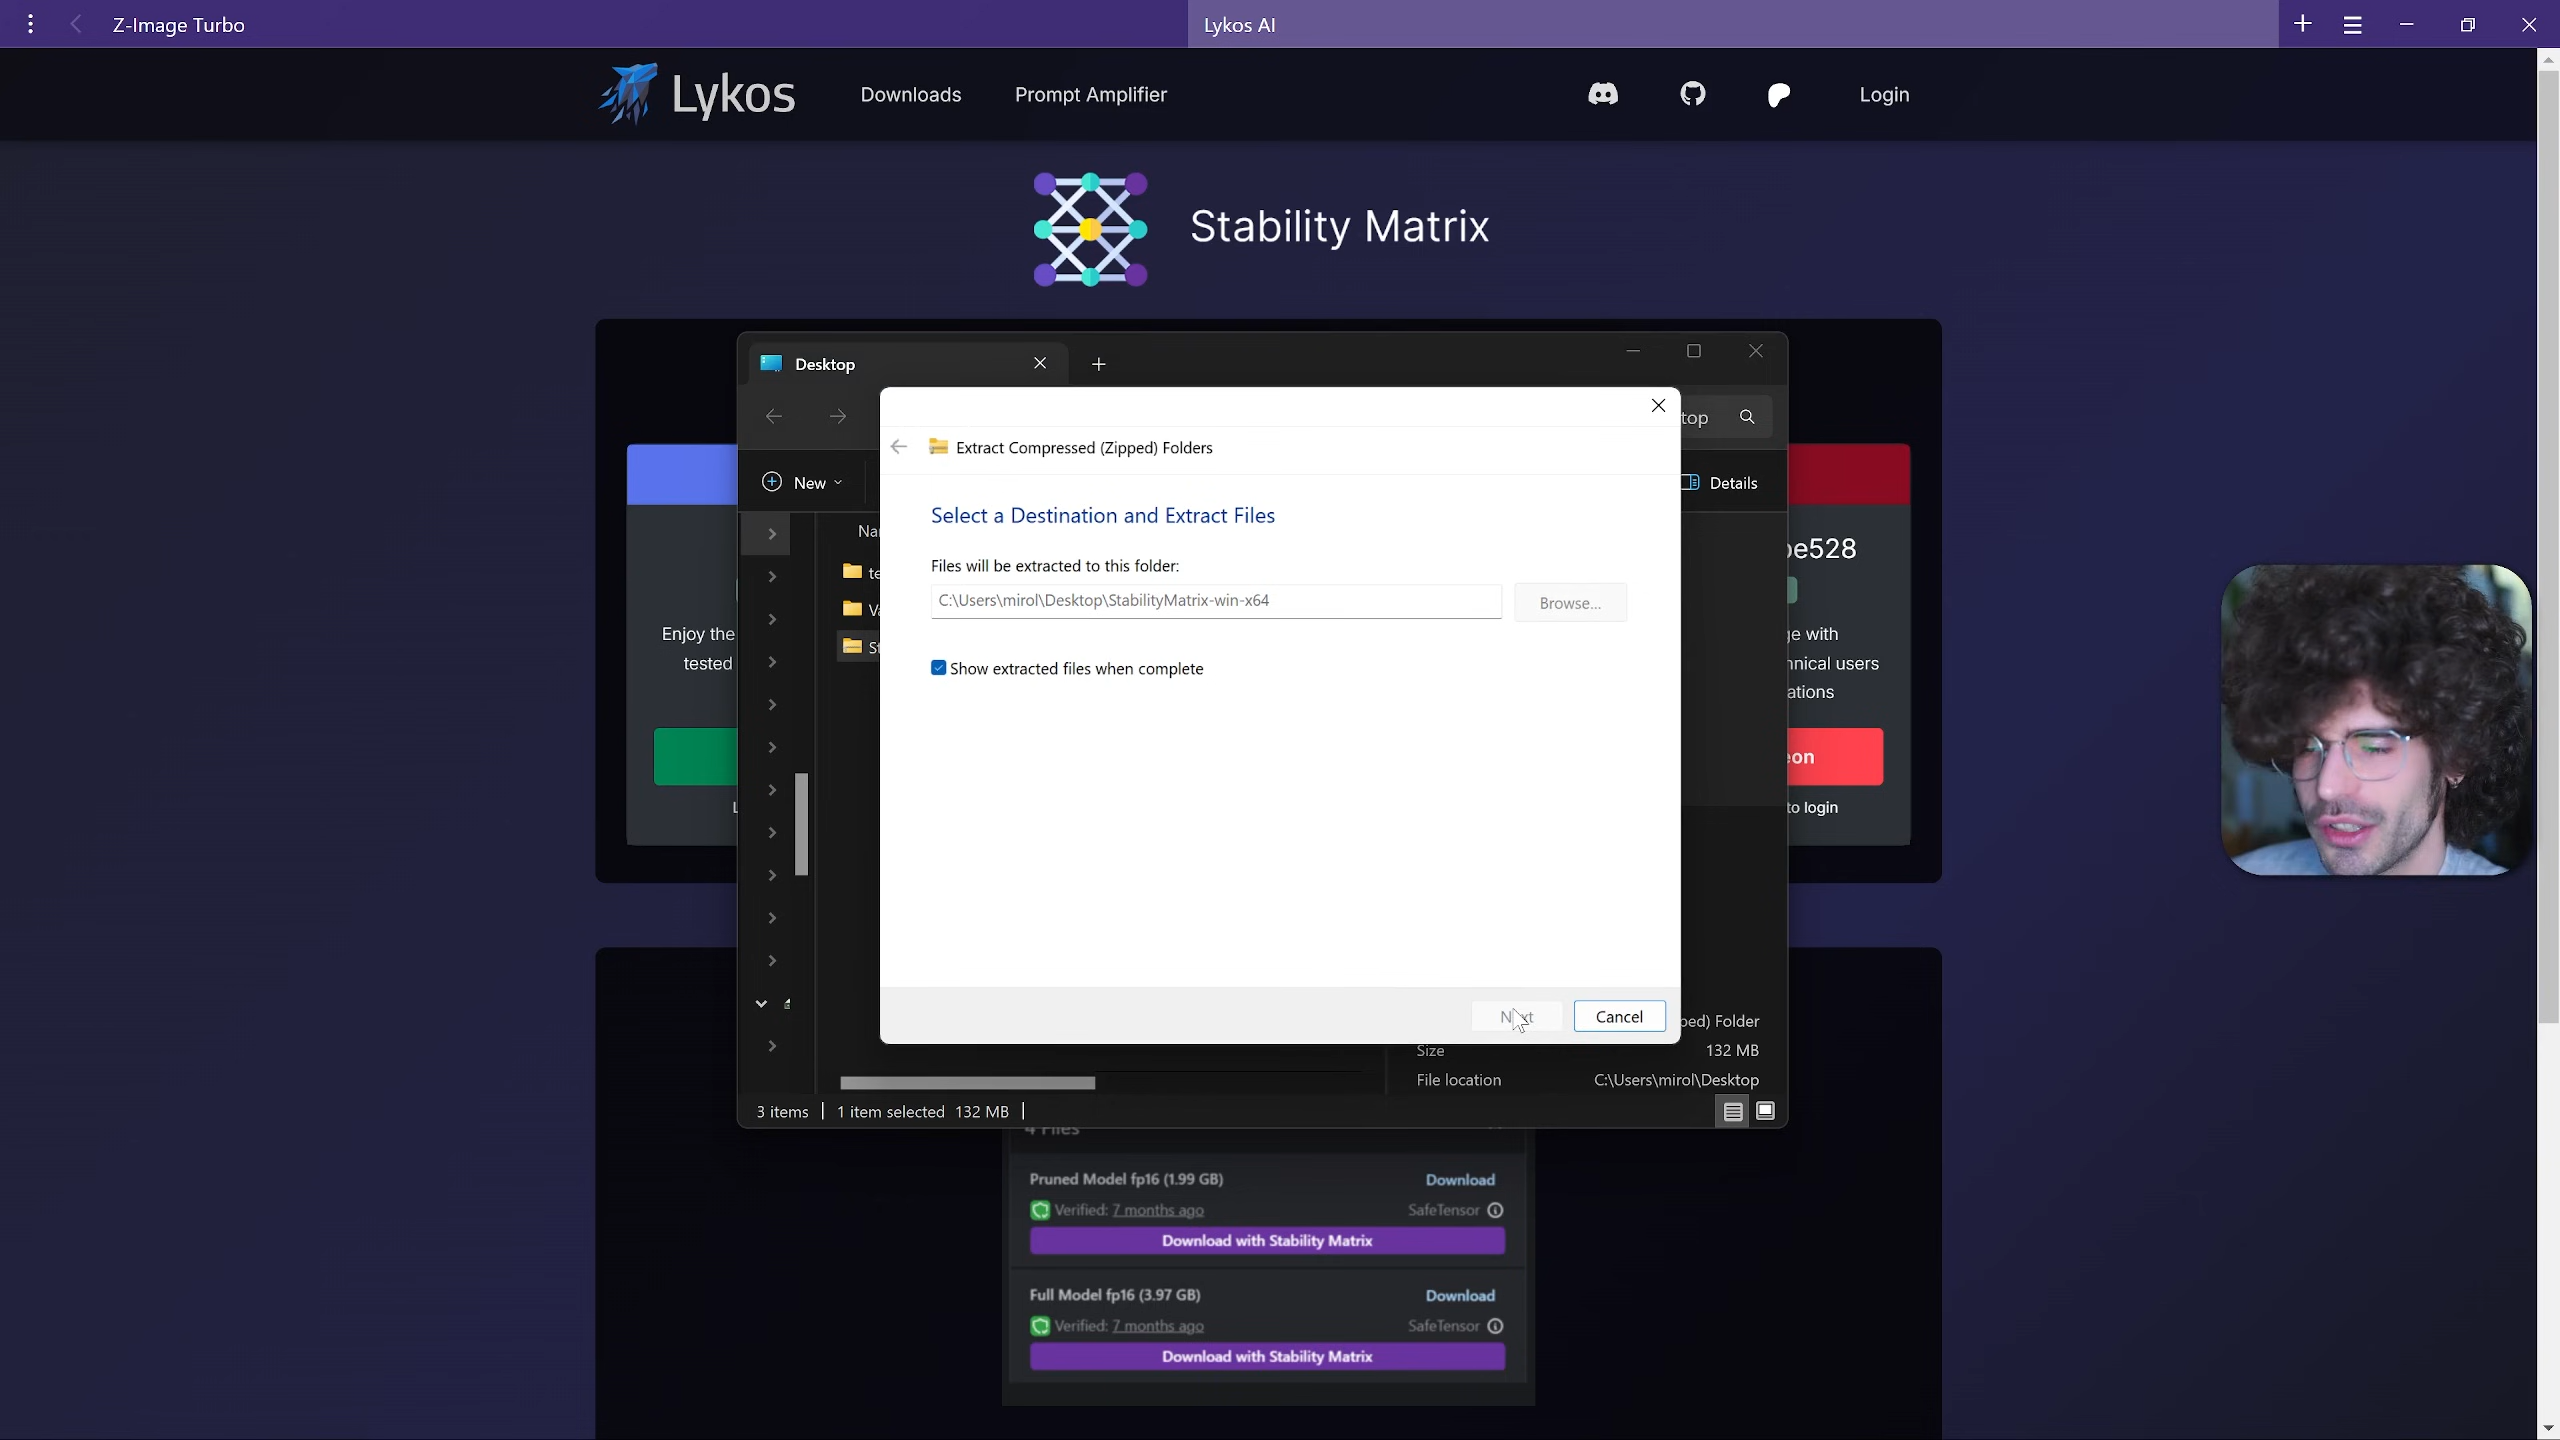 Z-Image Turbo
Lykos AI
Lykos
Downloads
Prompt Amplifier
Login
Stability Matrix
Desktop
top
Extract Compressed (Zipped) Folders
New
Details
Select a Destination and Extract Files
Files will be extracted to this folder:
C:\Users\mirol\Desktop\StabilityMatrix-win-x64
Browse...
Show extracted files when complete
Enjoy the
tested
e528
ge with
nical users
ations
on
to login
Cancel
ped) Folder
Size
132 MB
File location
C:\Users\mirol\Desktop
3 items
1 item selected 132 MB
4 Files
Pruned Model fp16 (1.99 GB)
Download
Verified: 7 months ago
SafeTensor
Download with Stability Matrix
Full Model fp16 (3.97 GB)
Download
Verified: 7 months ago
SafeTensor
Download with Stability Matrix